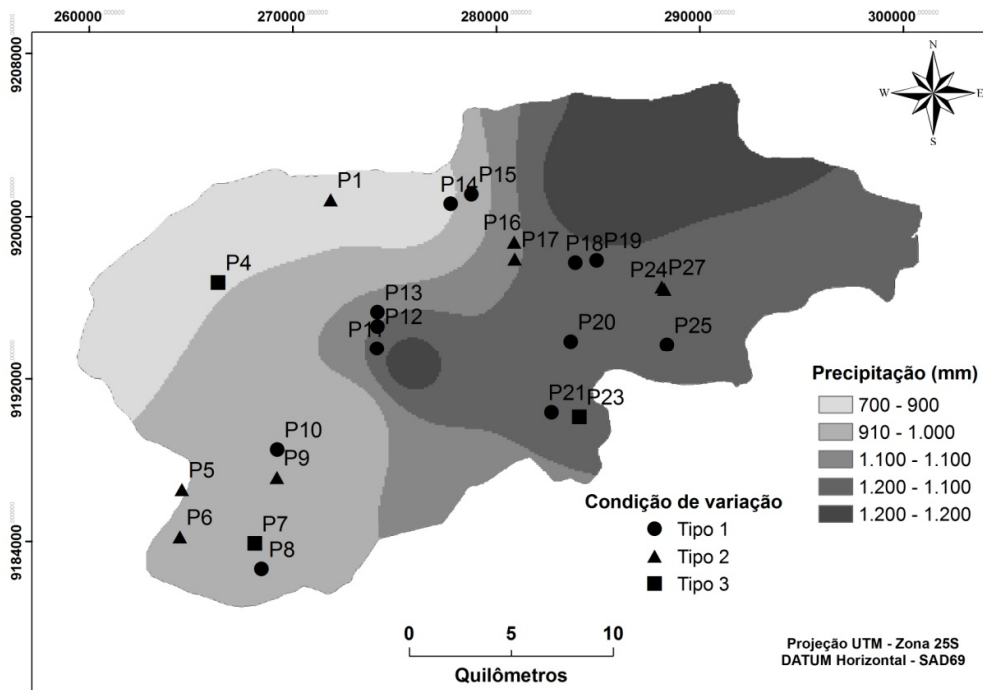 260000 270000 280000 290000 300000
9208000
9200000
9192000
9184000
N
W E
S
P1
P14 P15
P4
P16
P17
P18 P19
P24 P27
P13
P12
P11
P20
P25
P21 P23
P10
P9
P5
P6
P7
P8
Precipitação (mm)
700 - 900
910 - 1.000
1.100 - 1.100
1.200 - 1.100
1.200 - 1.200
Condição de variação
Tipo 1
Tipo 2
Tipo 3
0 5 10
Quilômetros
Projeção UTM - Zona 25S
DATUM Horizontal - SAD69